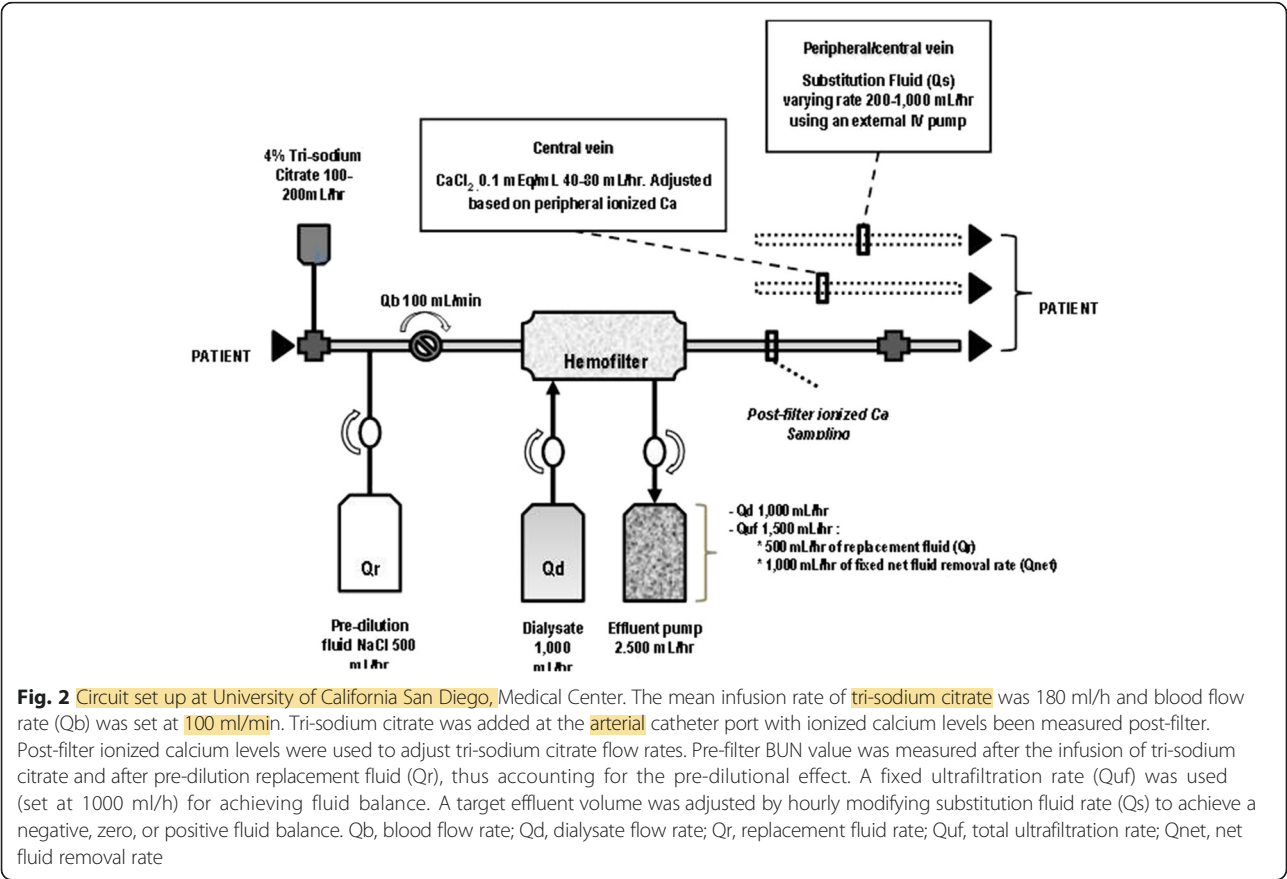 Peripheral/central vein
Substitution Fluid (Qs)
varying rate 200-1,000 mL/hr
using an external IV pump
Central vein
CaCl2 0.1 mEq/mL 40-80 mL/hr. Adjusted
based on peripheral ionized Ca
4% Tri-sodium
Citrate 100-
200mL/hr
Qb 100 mL/min
PATIENT
Hemofilter
PATIENT
Post-filter ionized Ca
Sampling
Qr
Qd
- Qd 1,000 mL/hr
- Quf 1,500 mL/hr :
* 500 mL/hr of replacement fluid (Qr)
* 1,000 mL/hr of fixed net fluid removal rate (Qnet)
Pre-dilution
fluid NaCl 500
mL/hr
Dialysate
1,000
mL/hr
Effluent pump
2.500 mL/hr
Fig. 2 Circuit set up at University of California San Diego, Medical Center. The mean infusion rate of tri-sodium citrate was 180 ml/h and blood flow
rate (Qb) was set at 100 ml/min. Tri-sodium citrate was added at the arterial catheter port with ionized calcium levels been measured post-filter.
Post-filter ionized calcium levels were used to adjust tri-sodium citrate flow rates. Pre-filter BUN value was measured after the infusion of tri-sodium
citrate and after pre-dilution replacement fluid (Qr), thus accounting for the pre-dilutional effect. A fixed ultrafiltration rate (Quf) was used
(set at 1000 ml/h) for achieving fluid balance. A target effluent volume was adjusted by hourly modifying substitution fluid rate (Qs) to achieve a
negative, zero, or positive fluid balance. Qb, blood flow rate; Qd, dialysate flow rate; Qr, replacement fluid rate; Quf, total ultrafiltration rate; Qnet, net
fluid removal rate